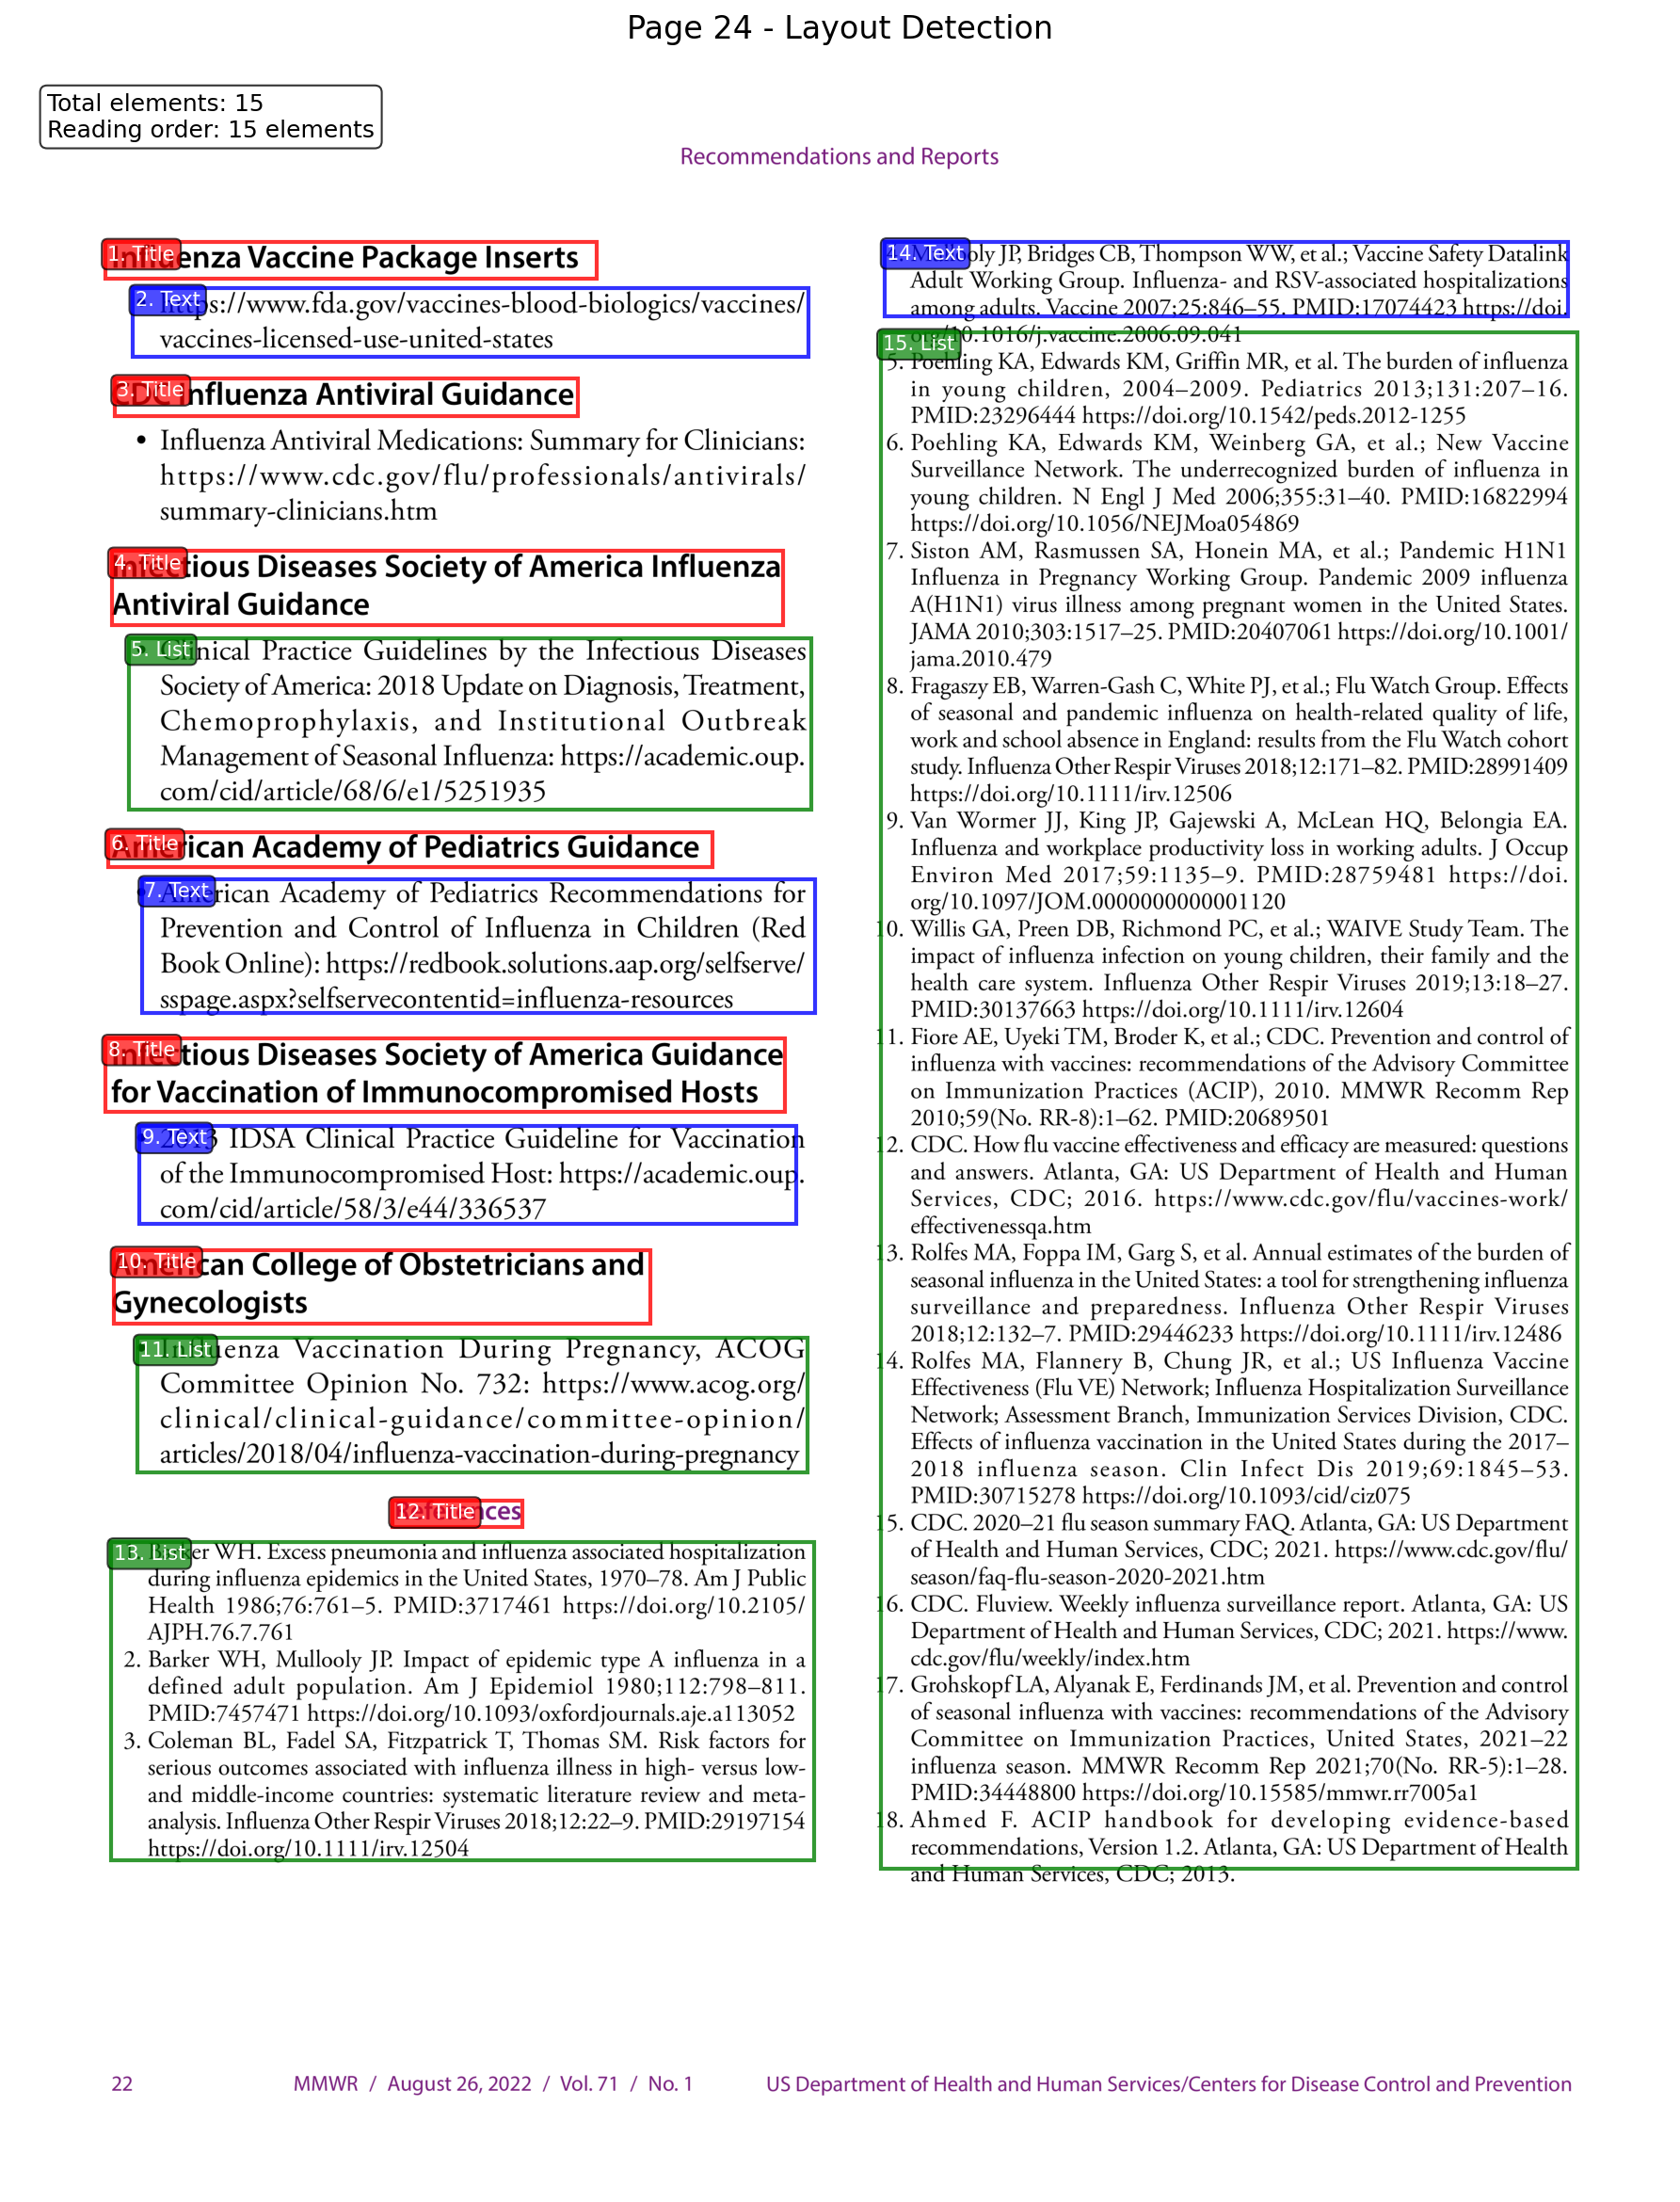 Page 24 - Layout Detection
Total elements: 15
Reading order: 15 elements
Recommendations and Reports
1. Title
enza Vaccine Package Inserts
2. Text
s://www.fda.gov/vaccines-blood-biologics/vaccines/
vaccines-licensed-use-united-states
3. Title
nfluenza Antiviral Guidance
• Influenza Antiviral Medications: Summary for Clinicians:
https://www.cdc.gov/flu/professionals/antivirals/
summary-clinicians.htm
4. Title
tious Diseases Society of America Influenza
Antiviral Guidance
5. List
nical Practice Guidelines by the Infectious Diseases
Society of America: 2018 Update on Diagnosis, Treatment,
Chemoprophylaxis, and Institutional Outbreak
Management of Seasonal Influenza: https://academic.oup.
com/cid/article/68/6/e1/5251935
6. Title
rican Academy of Pediatrics Guidance
7. Text
rican Academy of Pediatrics Recommendations for
Prevention and Control of Influenza in Children (Red
Book Online): https://redbook.solutions.aap.org/selfserve/
sspage.aspx?selfservecontentid=influenza-resources
8. Title
tious Diseases Society of America Guidance
for Vaccination of Immunocompromised Hosts
9. Text
IDSA Clinical Practice Guideline for Vaccination
of the Immunocompromised Host: https://academic.oup.
com/cid/article/58/3/e44/336537
10. Title
can College of Obstetricians and
Gynecologists
11. List
uenza Vaccination During Pregnancy, ACOG
Committee Opinion No. 732: https://www.acog.org/
clinical/clinical-guidance/committee-opinion/
articles/2018/04/influenza-vaccination-during-pregnancy
12. Title
nces
13. List
er WH. Excess pneumonia and influenza associated hospitalization
during influenza epidemics in the United States, 1970–78. Am J Public
Health 1986;76:761–5. PMID:3717461 https://doi.org/10.2105/
AJPH.76.7.761
2. Barker WH, Mullooly JP. Impact of epidemic type A influenza in a
defined adult population. Am J Epidemiol 1980;112:798–811.
PMID:7457471 https://doi.org/10.1093/oxfordjournals.aje.a113052
3. Coleman BL, Fadel SA, Fitzpatrick T, Thomas SM. Risk factors for
serious outcomes associated with influenza illness in high- versus low-
and middle-income countries: systematic literature review and meta-
analysis. Influenza Other Respir Viruses 2018;12:22–9. PMID:29197154
https://doi.org/10.1111/irv.12504
14. Text
oly JP, Bridges CB, Thompson WW, et al.; Vaccine Safety Datalink
Adult Working Group. Influenza- and RSV-associated hospitalizations
among adults. Vaccine 2007;25:846–55. PMID:17074423 https://doi.
org/10.1016/j.vaccine.2006.09.041
15. List
5. Poehling KA, Edwards KM, Griffin MR, et al. The burden of influenza
in young children, 2004–2009. Pediatrics 2013;131:207–16.
PMID:23296444 https://doi.org/10.1542/peds.2012-1255
6. Poehling KA, Edwards KM, Weinberg GA, et al.; New Vaccine
Surveillance Network. The underrecognized burden of influenza in
young children. N Engl J Med 2006;355:31–40. PMID:16822994
https://doi.org/10.1056/NEJMoa054869
7. Siston AM, Rasmussen SA, Honein MA, et al.; Pandemic H1N1
Influenza in Pregnancy Working Group. Pandemic 2009 influenza
A(H1N1) virus illness among pregnant women in the United States.
JAMA 2010;303:1517–25. PMID:20407061 https://doi.org/10.1001/
jama.2010.479
8. Fragaszy EB, Warren-Gash C, White PJ, et al.; Flu Watch Group. Effects
of seasonal and pandemic influenza on health-related quality of life,
work and school absence in England: results from the Flu Watch cohort
study. Influenza Other Respir Viruses 2018;12:171–82. PMID:28991409
https://doi.org/10.1111/irv.12506
9. Van Wormer JJ, King JP, Gajewski A, McLean HQ, Belongia EA.
Influenza and workplace productivity loss in working adults. J Occup
Environ Med 2017;59:1135–9. PMID:28759481 https://doi.
org/10.1097/JOM.0000000000001120
10. Willis GA, Preen DB, Richmond PC, et al.; WAIVE Study Team. The
impact of influenza infection on young children, their family and the
health care system. Influenza Other Respir Viruses 2019;13:18–27.
PMID:30137663 https://doi.org/10.1111/irv.12604
11. Fiore AE, Uyeki TM, Broder K, et al.; CDC. Prevention and control of
influenza with vaccines: recommendations of the Advisory Committee
on Immunization Practices (ACIP), 2010. MMWR Recomm Rep
2010;59(No. RR-8):1–62. PMID:20689501
12. CDC. How flu vaccine effectiveness and efficacy are measured: questions
and answers. Atlanta, GA: US Department of Health and Human
Services, CDC; 2016. https://www.cdc.gov/flu/vaccines-work/
effectivenessqa.htm
13. Rolfes MA, Foppa IM, Garg S, et al. Annual estimates of the burden of
seasonal influenza in the United States: a tool for strengthening influenza
surveillance and preparedness. Influenza Other Respir Viruses
2018;12:132–7. PMID:29446233 https://doi.org/10.1111/irv.12486
14. Rolfes MA, Flannery B, Chung JR, et al.; US Influenza Vaccine
Effectiveness (Flu VE) Network; Influenza Hospitalization Surveillance
Network; Assessment Branch, Immunization Services Division, CDC.
Effects of influenza vaccination in the United States during the 2017–
2018 influenza season. Clin Infect Dis 2019;69:1845–53.
PMID:30715278 https://doi.org/10.1093/cid/ciz075
15. CDC. 2020–21 flu season summary FAQ. Atlanta, GA: US Department
of Health and Human Services, CDC; 2021. https://www.cdc.gov/flu/
season/faq-flu-season-2020-2021.htm
16. CDC. Fluview. Weekly influenza surveillance report. Atlanta, GA: US
Department of Health and Human Services, CDC; 2021. https://www.
cdc.gov/flu/weekly/index.htm
17. Grohskopf LA, Alyanak E, Ferdinands JM, et al. Prevention and control
of seasonal influenza with vaccines: recommendations of the Advisory
Committee on Immunization Practices, United States, 2021–22
influenza season. MMWR Recomm Rep 2021;70(No. RR-5):1–28.
PMID:34448800 https://doi.org/10.15585/mmwr.rr7005a1
18. Ahmed F. ACIP handbook for developing evidence-based
recommendations, Version 1.2. Atlanta, GA: US Department of Health
and Human Services, CDC; 2013.
22 MMWR / August 26, 2022 / Vol. 71 / No. 1 US Department of Health and Human Services/Centers for Disease Control and Prevention